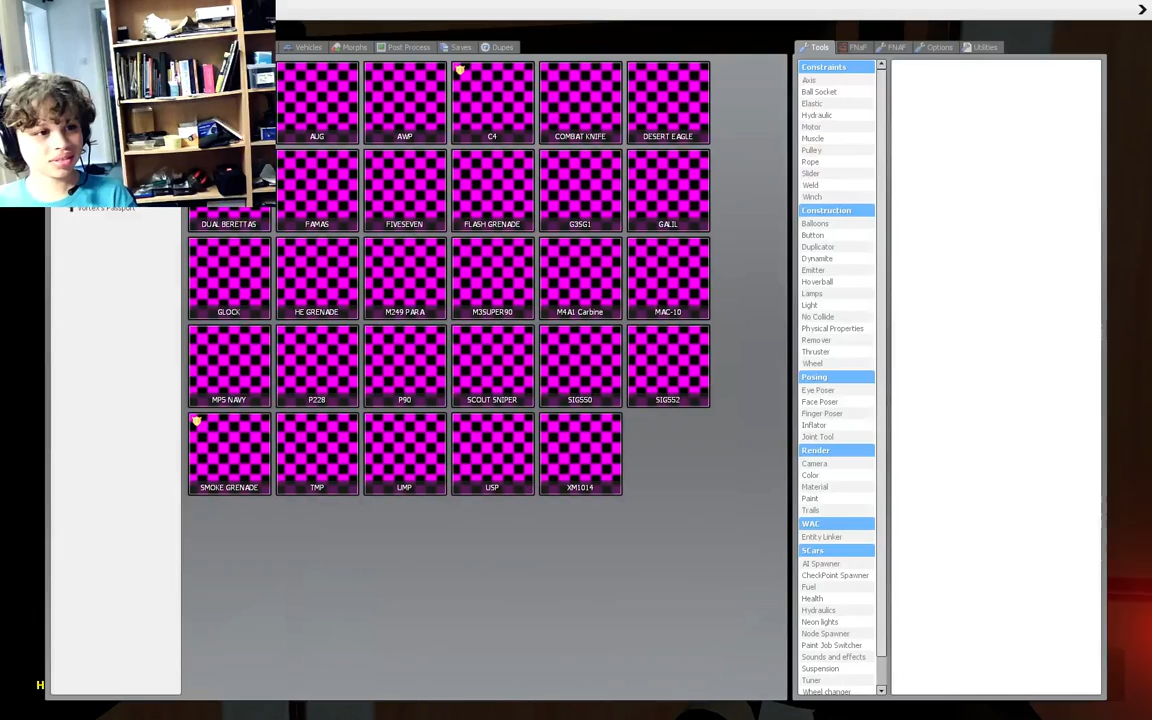 Vehicles Morphs Post Process Saves Dupes
Tools FNaF FNAF Options Utilities
AUG AWP C4 COMBAT KNIFE DESERT EAGLE
Vortex's Passport
DUAL BERETTAS FAMAS FIVESEVEN FLASH GRENADE G3SG1 GALIL
GLOCK HE GRENADE M249 PARA M3SUPER90 M4A1 Carbine MAC-10
MP5 NAVY P228 P90 SCOUT SNIPER SIG550 SIG552
SMOKE GRENADE TMP UMP USP XM1014
H
Constraints
Axis
Ball Socket
Elastic
Hydraulic
Motor
Muscle
Pulley
Rope
Slider
Weld
Winch
Construction
Balloons
Button
Duplicator
Dynamite
Emitter
Hoverball
Lamps
Light
No Collide
Physical Properties
Remover
Thruster
Wheel
Posing
Eye Poser
Face Poser
Finger Poser
Inflator
Joint Tool
Render
Camera
Color
Material
Paint
Trails
WAC
Entity Linker
SCars
AI Spawner
CheckPoint Spawner
Fuel
Health
Hydraulics
Neon lights
Node Spawner
Paint Job Switcher
Sounds and effects
Suspension
Tuner
Wheel changer